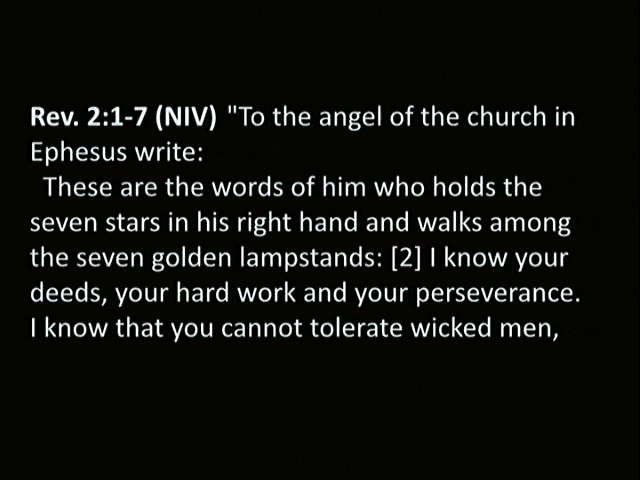 Rev. 2:1-7 (NIV) "To the angel of the church in
Ephesus write:
These are the words of him who holds the
seven stars in his right hand and walks among
the seven golden lampstands: [2] I know your
deeds, your hard work and your perseverance.
I know that you cannot tolerate wicked men,